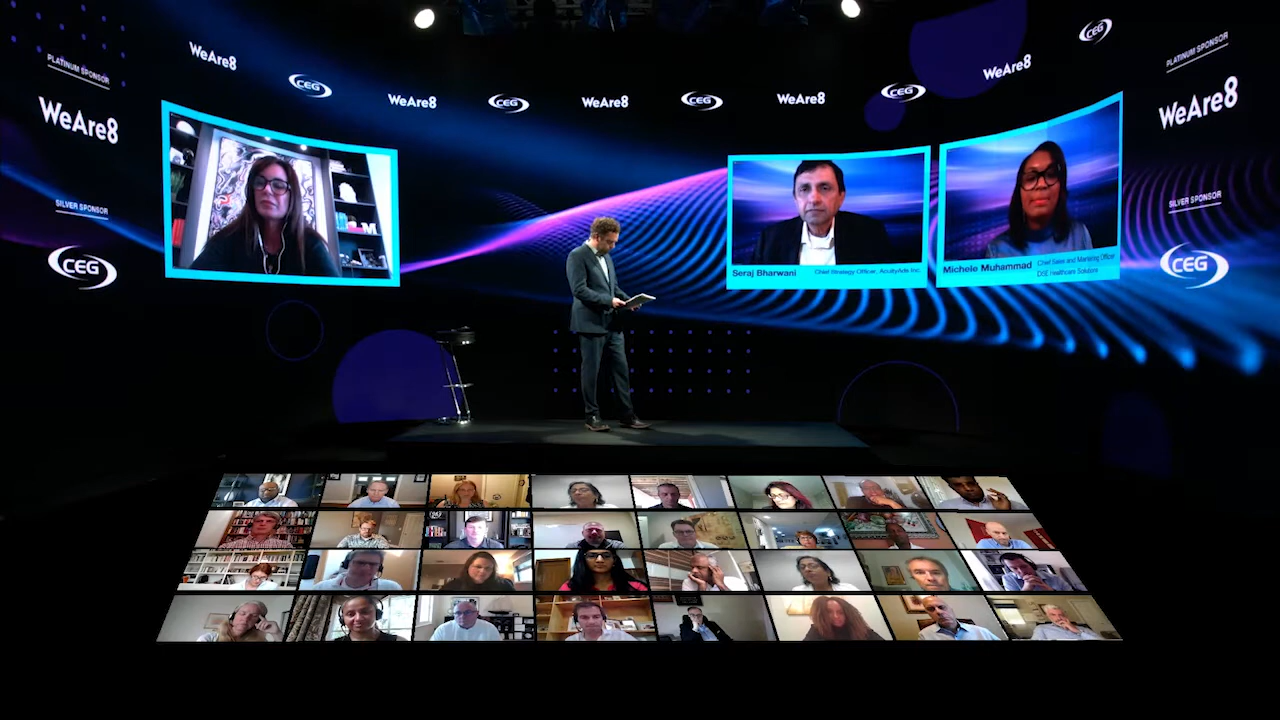 PLATINUM SPONSOR
WeAre8
SILVER SPONSOR
CEG
WeAre8
CEG
WeAre8
CEG
WeAre8
CEG
WeAre8
CEG
WeAre8
CEG
PLATINUM SPONSOR
WeAre8
SILVER SPONSOR
CEG
Seraj Bharwani Chief Strategy Officer, AcuityAds Inc.
Michele Muhammad Chief Sales and Marketing Officer
DiSE Healthcare Solutions